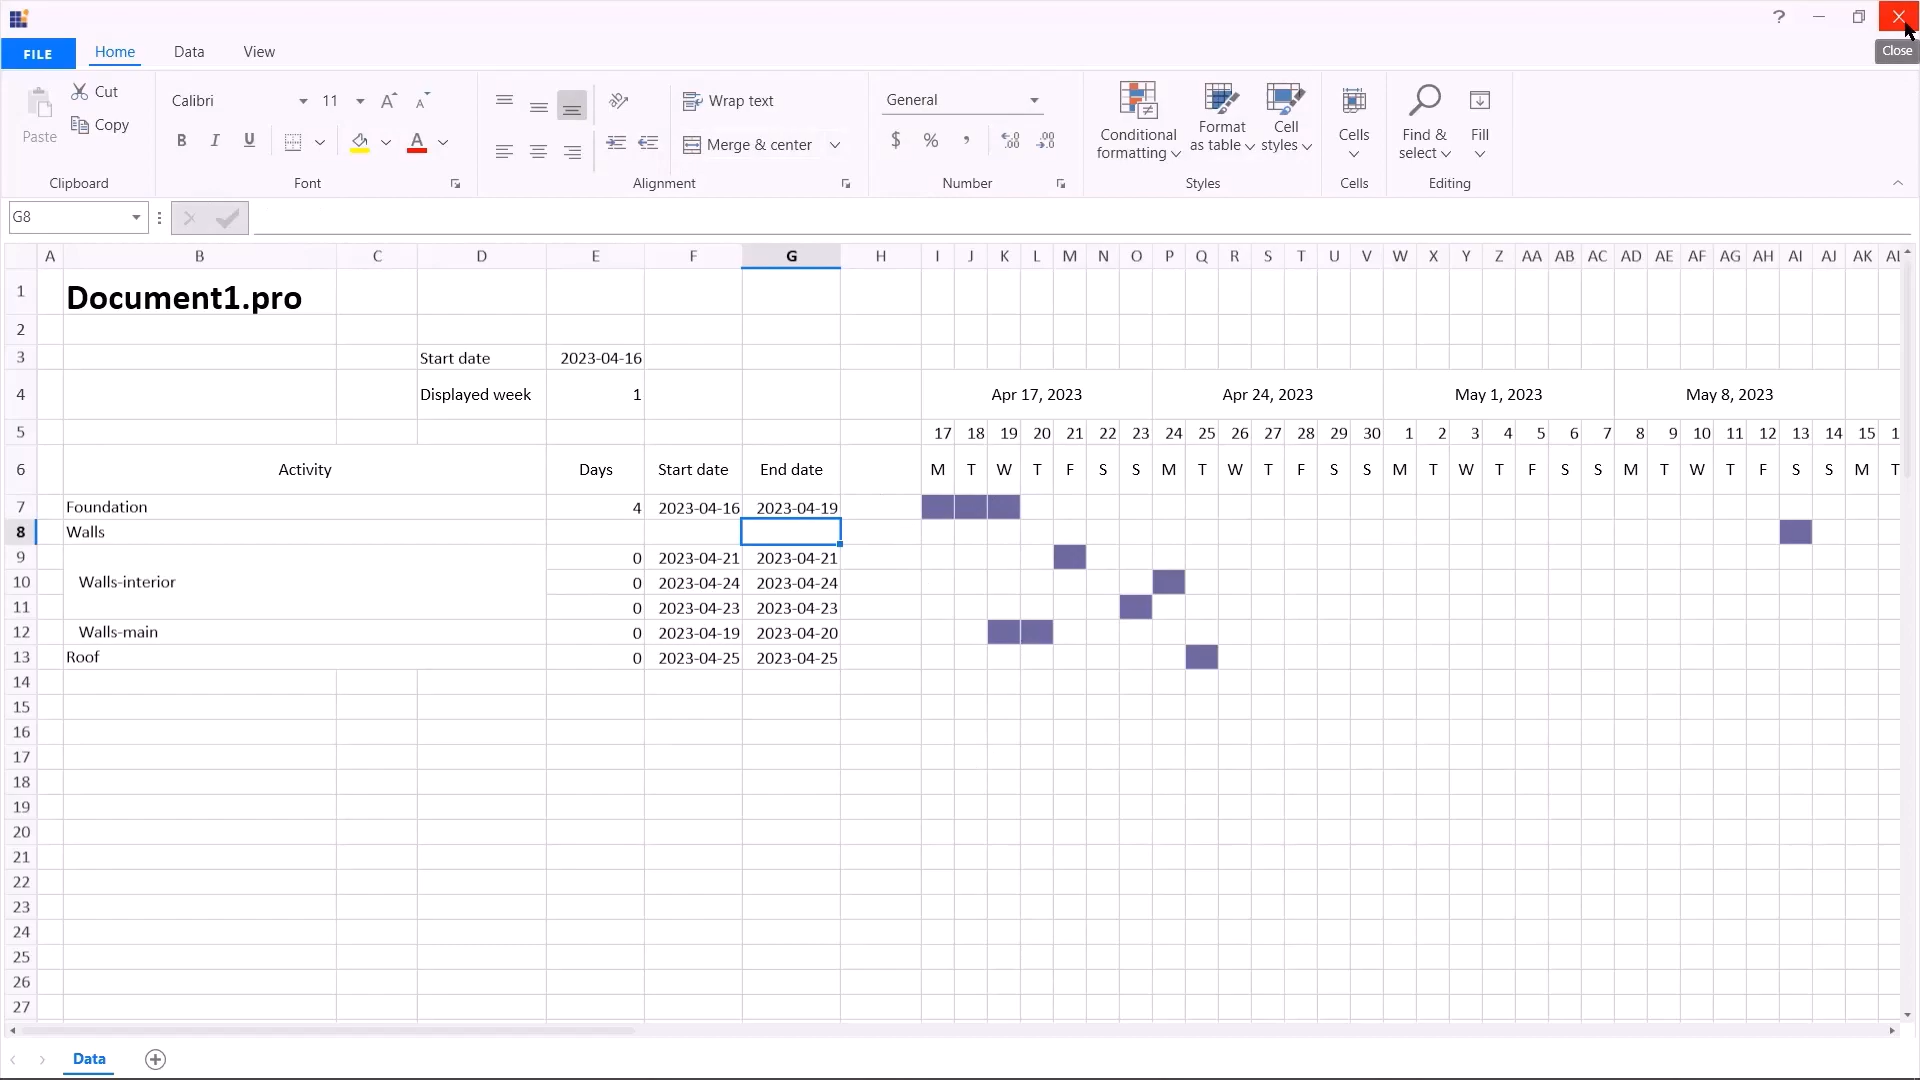 ?
Close
FILE Home Data View
Paste Cut Copy Clipboard
Calibri 11 A A
B I U A
Font
Wrap text
Merge & center
Alignment
General
$ % ,
Number
Conditional formatting
Format as table
Cell styles
Styles
Cells
Cells
Find & select
Fill
Editing
G8
A B C D E F G H I J K L M N O P Q R S T U V W X Y Z AA AB AC AD AE AF AG AH AI AJ AK AL
1 Document1.pro
2
3 Start date 2023-04-16
4 Displayed week 1 Apr 17, 2023 Apr 24, 2023 May 1, 2023 May 8, 2023
5 17 18 19 20 21 22 23 24 25 26 27 28 29 30 1 2 3 4 5 6 7 8 9 10 11 12 13 14 15 1
6 Activity Days Start date End date M T W T F S S M T W T F S S M T W T F S S M T W T F S S M T
7 Foundation 4 2023-04-16 2023-04-19
8 Walls
9 0 2023-04-21 2023-04-21
10 Walls-interior 0 2023-04-24 2023-04-24
11 0 2023-04-23 2023-04-23
12 Walls-main 0 2023-04-19 2023-04-20
13 Roof 0 2023-04-25 2023-04-25
14
15
16
17
18
19
20
21
22
23
24
25
26
27
Data